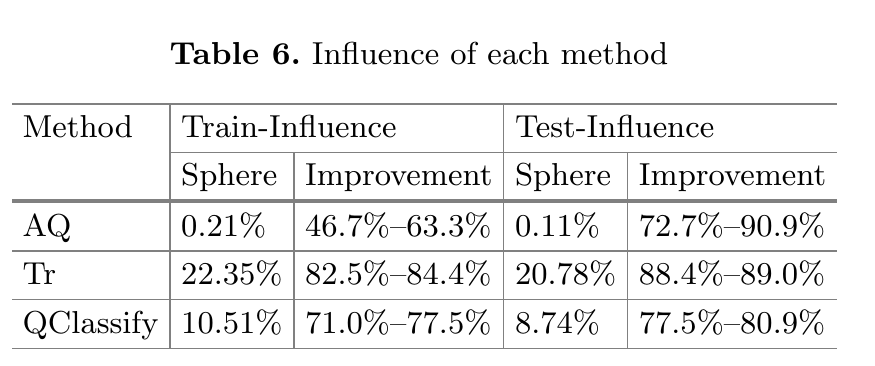 Table 6. Influence of each method
Method Train-Influence Test-Influence
Sphere Improvement Sphere Improvement
AQ 0.21% 46.7%–63.3% 0.11% 72.7%–90.9%
Tr 22.35% 82.5%–84.4% 20.78% 88.4%–89.0%
QClassify 10.51% 71.0%–77.5% 8.74% 77.5%–80.9%